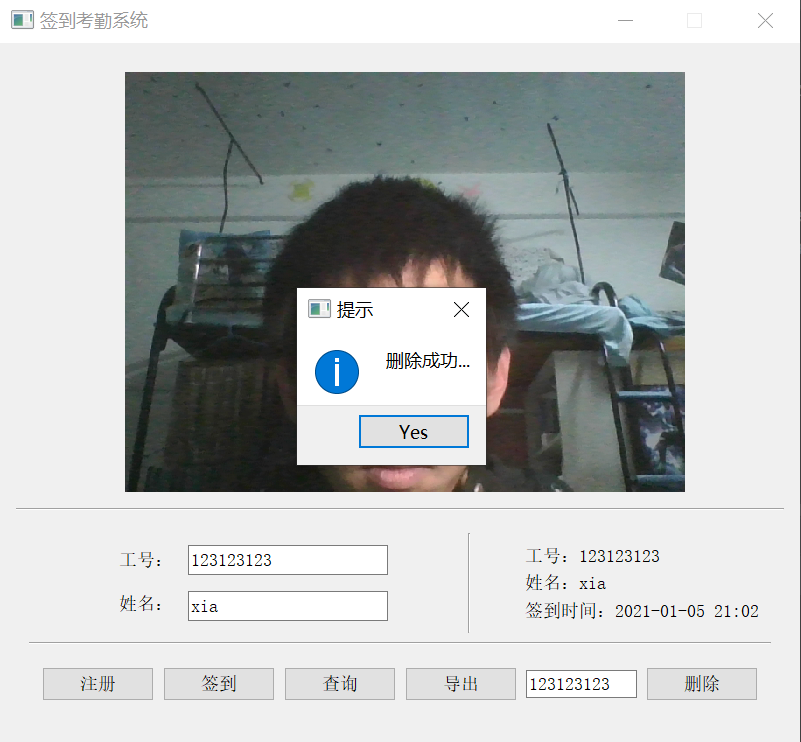 签到考勤系统
提示
删除成功...
Yes
工号：
123123123
姓名：
xia
工号：123123123
姓名：xia
签到时间：2021-01-05 21:02
注册
签到
查询
导出
123123123
删除